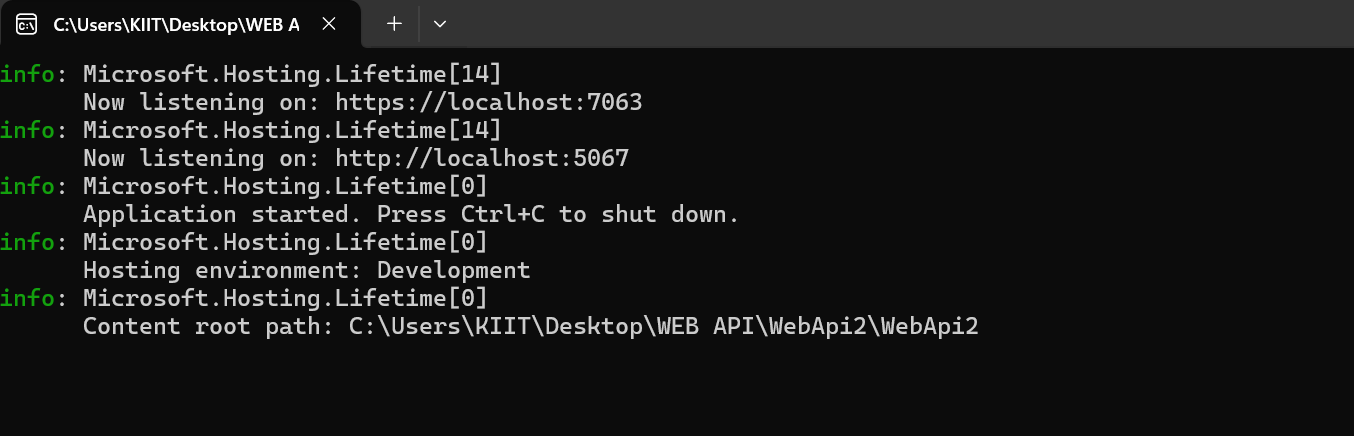 C:\Users\KIIT\Desktop\WEB A
info: Microsoft.Hosting.Lifetime[14]
Now listening on: https://localhost:7063
info: Microsoft.Hosting.Lifetime[14]
Now listening on: http://localhost:5067
info: Microsoft.Hosting.Lifetime[0]
Application started. Press Ctrl+C to shut down.
info: Microsoft.Hosting.Lifetime[0]
Hosting environment: Development
info: Microsoft.Hosting.Lifetime[0]
Content root path: C:\Users\KIIT\Desktop\WEB API\WebApi2\WebApi2